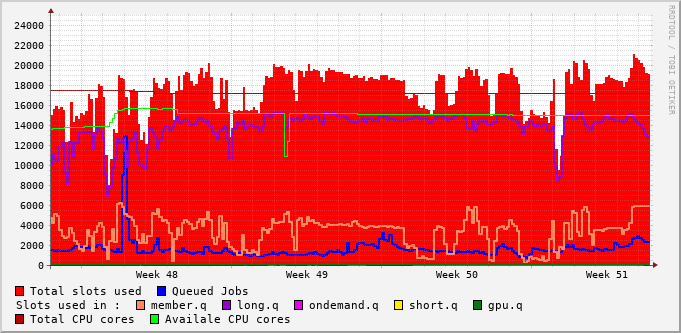 24000
22000
20000
18000
16000
14000
12000
10000
8000
6000
4000
2000
0
Week 48 Week 49 Week 50 Week 51
RRDTOOL / TOBI OETIKER
Total slots used Queued Jobs
Slots used in : member.q long.q ondemand.q short.q gpu.q
Total CPU cores Availale CPU cores